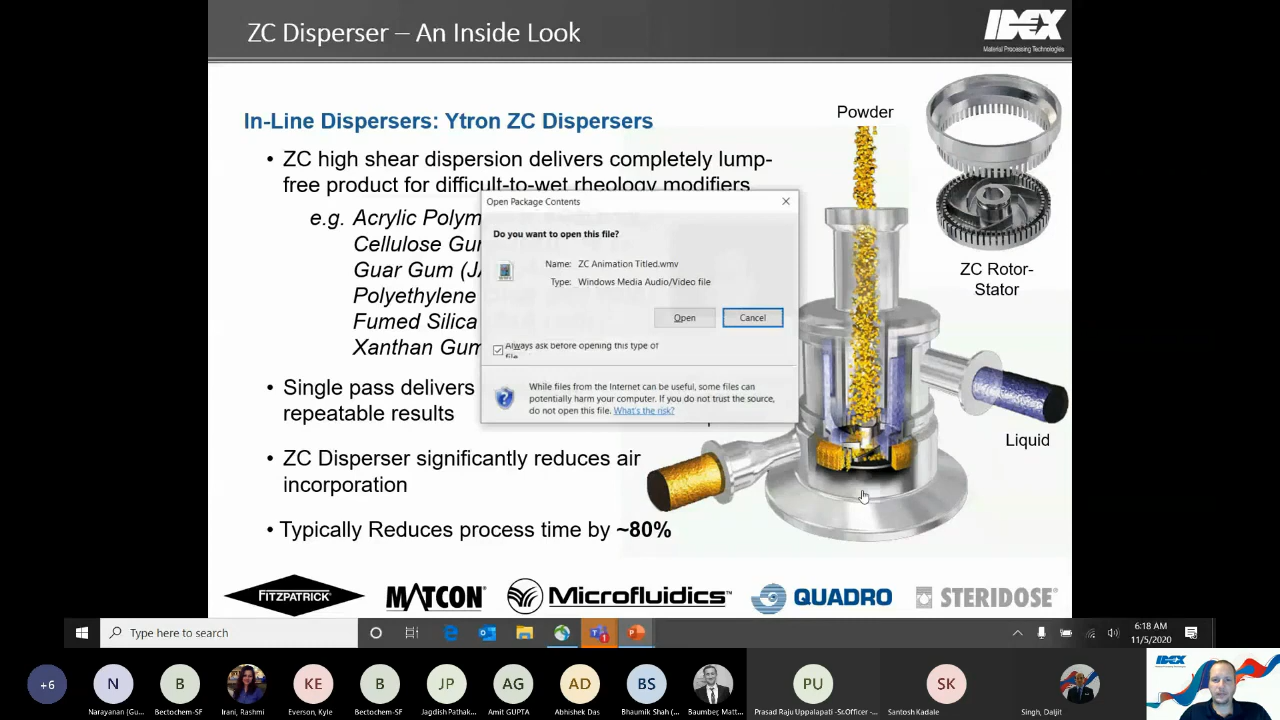 ZC Disperser – An Inside Look
IDEX
Material Processing Technologies
In-Line Dispersers: Ytron ZC Dispersers
• ZC high shear dispersion delivers completely lump-
free product for difficult-to-wet rheology modifiers
e.g. Acrylic Polym
Cellulose Gu
Guar Gum (J
Polyethylene
Fumed Silica
Xanthan Gum
• Single pass delivers
repeatable results
• ZC Disperser significantly reduces air
incorporation
• Typically Reduces process time by ~80%
Powder
ZC Rotor-
Stator
Liquid
Open Package Contents
Do you want to open this file?
Name: ZC Animation Titled.wmv
Type: Windows Media Audio/Video file
Open
Cancel
Always ask before opening this type of
file
While files from the Internet can be useful, some files can
potentially harm your computer. If you do not trust the source,
do not open this file. What's the risk?
FITZPATRICK
MATCON
Microfluidics™
QUADRO
STERIDOSE
Type here to search
1
6:18 AM
11/5/2020
+6
N
B
KE
B
JP
AG
AD
BS
PU
SK
IDEX
Narayanan (Gu...
Bectochem-SF
Irani, Rashmi
Everson, Kyle
Bectochem-SF
Jagdish Pathak...
Amit GUPTA
Abhishek Das
Bhaumik Shah (...
Baumber, Matt...
Prasad Raju Uppalapati -Sr.Officer -...
Santosh Kadale
Singh, Daljit